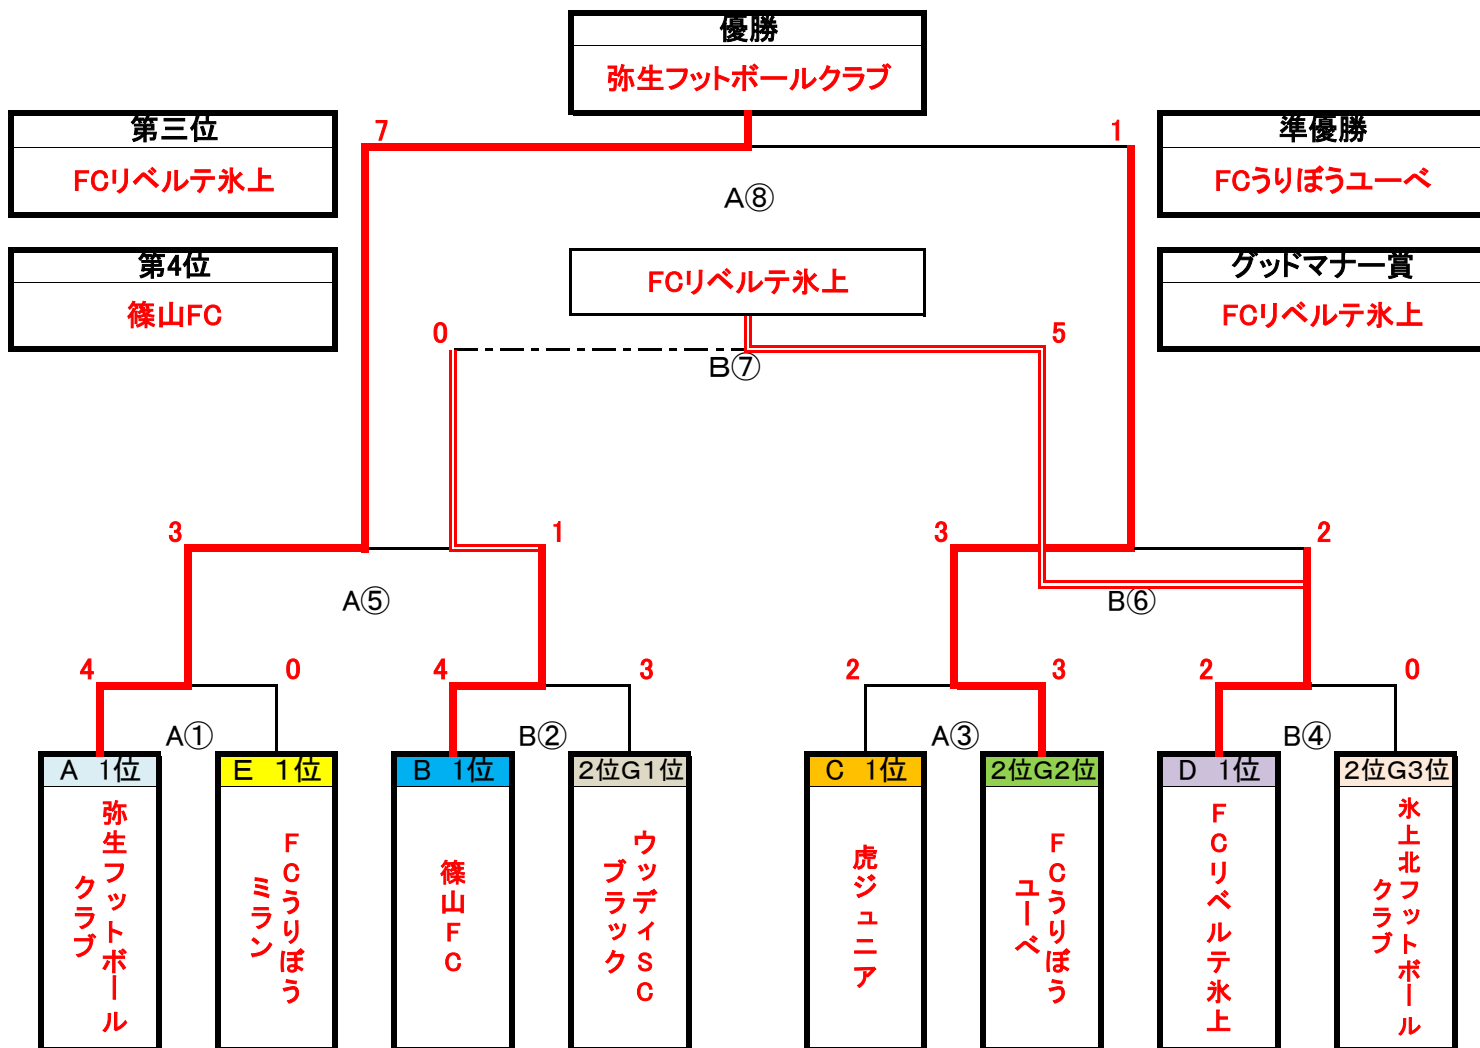 優勝
弥生フットボールクラブ
第三位
FCリベルテ氷上
7
1
準優勝
FCうりぼうユーベ
A⑧
第4位
篠山FC
FCリベルテ氷上
グッドマナー賞
FCリベルテ氷上
0
5
B⑦
3
1
3
2
A⑤
B⑥
4
0
4
3
2
3
2
0
A①
B②
A③
B④
A 1位
E 1位
B 1位
2位G1位
C 1位
2位G2位
D 1位
2位G3位
弥生フットボール
クラブ
FCうりぼう
ミラン
篠山FC
ウッディSC
ブラック
虎ジュニア
FCうりぼう
ユーベ
FCリベルテ氷上
氷上北フットボール
クラブ